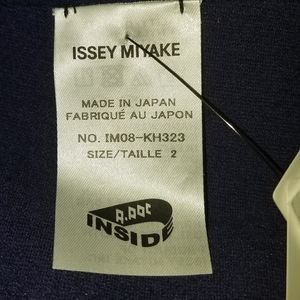 ISSEY MIYAKE
MADE IN JAPAN
FABRIQUÉ AU JAPON
NO. IM08-KH323
SIZE/TAILLE 2
A.POC
INSIDE